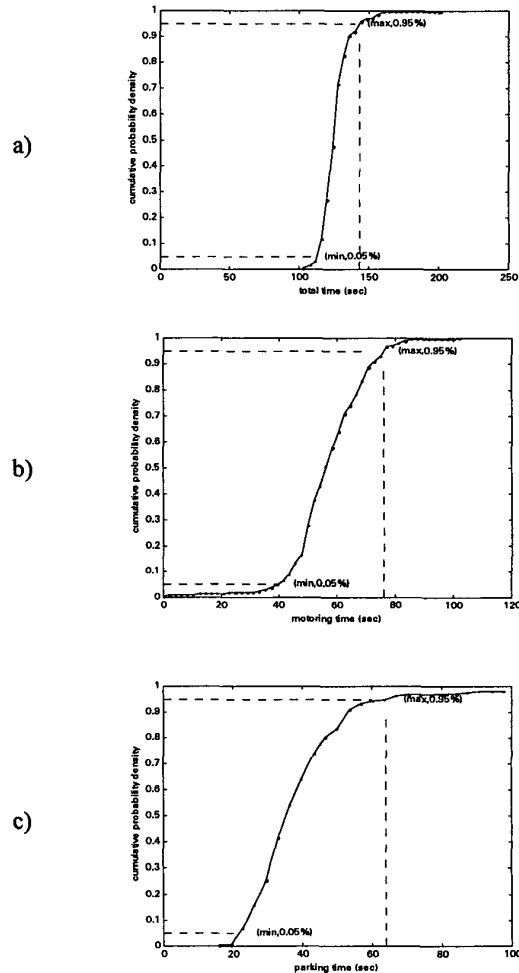 a)
cumulative probability density
1
0.9
0.8
0.7
0.6
0.5
0.4
0.3
0.2
0.1
0
(max,0.95%)
(min,0.05%)
0 50 100 150 200 250
total time (sec)
b)
cumulative probability density
1
0.9
0.8
0.7
0.6
0.5
0.4
0.3
0.2
0.1
0
(max,0.95%)
(min,0.05%)
0 20 40 60 80 100 120
motoring time (sec)
c)
cumulative probability density
1
0.9
0.8
0.7
0.6
0.5
0.4
0.3
0.2
0.1
0
(max,0.95%)
(min,0.05%)
0 20 40 60 80 100
parking time (sec)